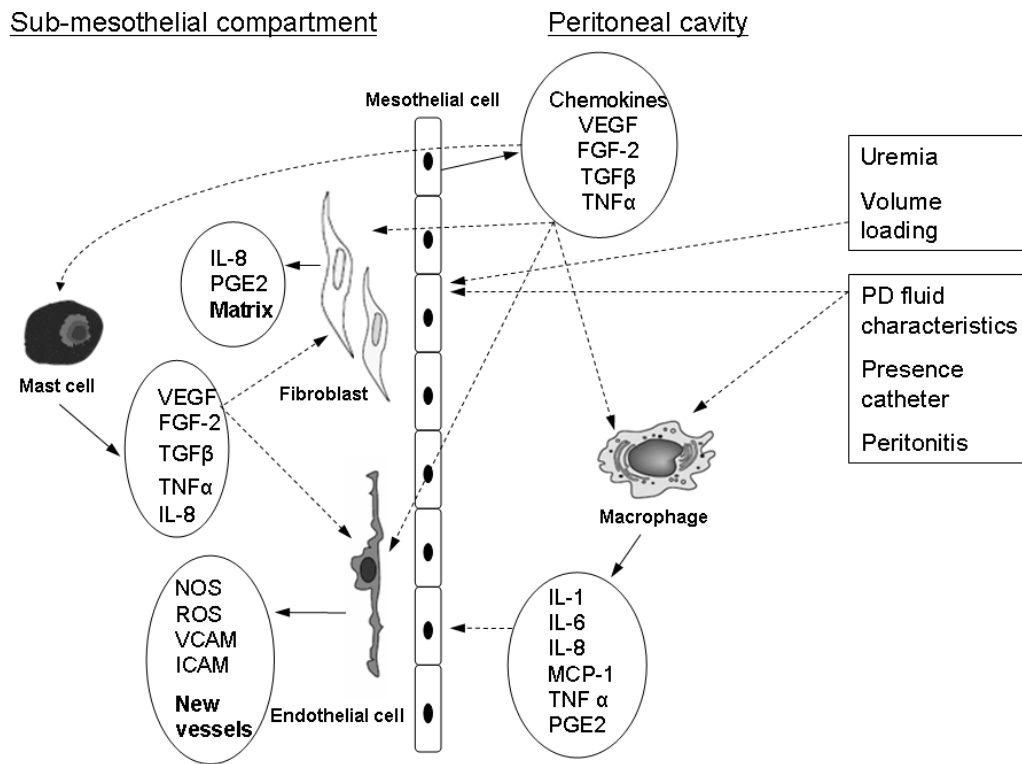 Sub-mesothelial compartment
Peritoneal cavity
Mesothelial cell
Chemokines
VEGF
FGF-2
TGFβ
TNFα
Uremia
Volume
loading
IL-8
PGE2
Matrix
PD fluid
characteristics
Presence
catheter
Peritonitis
Mast cell
Fibroblast
VEGF
FGF-2
TGFβ
TNFα
IL-8
Macrophage
NOS
ROS
VCAM
ICAM
New
vessels
Endothelial cell
IL-1
IL-6
IL-8
MCP-1
TNF α
PGE2